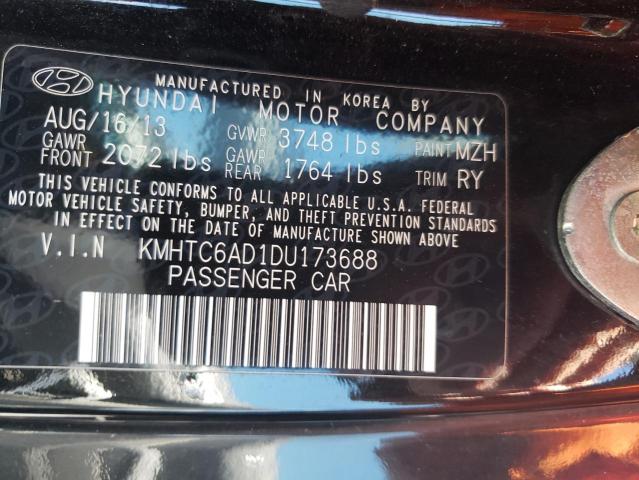 MANUFACTURED IN KOREA BY
HYUNDAI MOTOR COMPANY
AUG/16/13 GVWR 3748 lbs PAINT MZH
GAWR FRONT 2072 lbs GAWR REAR 1764 lbs TRIM RY
THIS VEHICLE CONFORMS TO ALL APPLICABLE U.S.A. FEDERAL
MOTOR VEHICLE SAFETY, BUMPER, AND THEFT PREVENTION STANDARDS
IN EFFECT ON THE DATE OF MANUFACTURE SHOWN ABOVE
V.I.N KMHTC6AD1DU173688
PASSENGER CAR